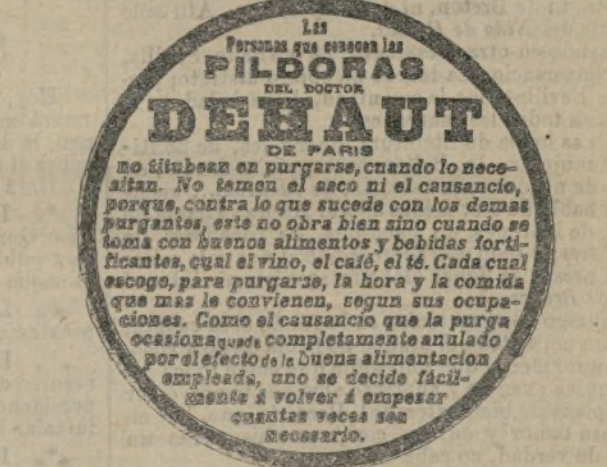 Las
Personas que conocen las
PILDORAS
DEL DOCTOR
DEHAUT
DE PARIS
no titubean en purgarse, cuando lo nece-
sitan. No temen el asco ni el causancio,
porque, contra lo que sucede con los demas
purgantes, este no obra bien sino cuando se
toma con buenos alimentos y bebidas forti-
ficantes, cual el vino, el café, el té. Cada cual
escoge, para purgarse, la hora y la comida
que mas le convienen, segun sus ocupa-
ciones. Como el causancio que la purga
ocasiona queda completamente anulado
por el efecto de la buena alimentacion
empleada, uno se decide fácil-
mente á volver á empezar
cuantas veces sea
necesario.